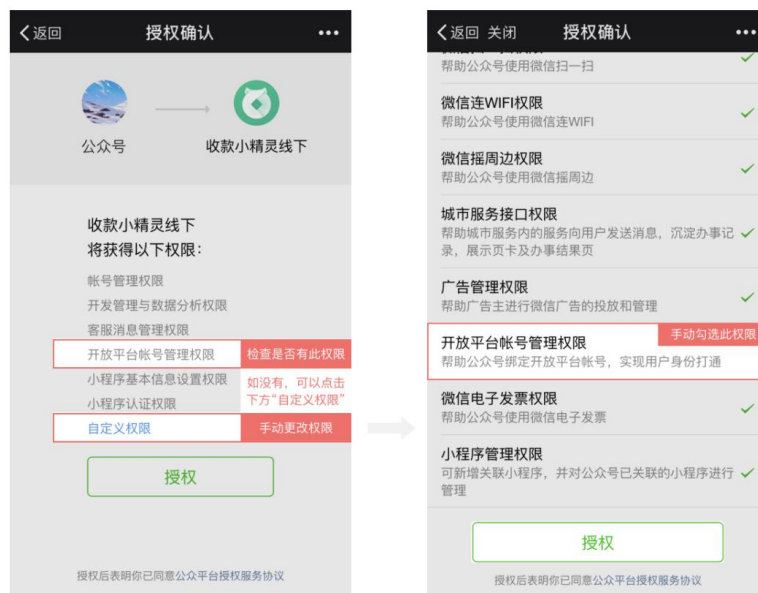 返回
授权确认
公众号
收款小精灵线下
收款小精灵线下
将获得以下权限:
帐号管理权限
开发管理与数据分析权限
客服消息管理权限
开放平台帐号管理权限
检查是否有此权限
小程序基本信息设置权限
如没有，可以点击
下方“自定义权限”
小程序认证权限
自定义权限
手动更改权限
授权
授权后表明你已同意公众平台授权服务协议
返回 关闭
授权确认
帮助公众号使用微信扫一扫
微信连WIFI权限
帮助公众号使用微信连WIFI
微信摇周边权限
帮助公众号使用微信摇周边
城市服务接口权限
帮助城市服务内的服务向用户发送消息，沉淀办事记
录，展示页卡及办事结果页
广告管理权限
帮助广告主进行微信广告的投放和管理
开放平台帐号管理权限
手动勾选此权限
帮助公众号绑定开放平台帐号，实现用户身份打通
微信电子发票权限
帮助公众号使用微信电子发票
小程序管理权限
可新增关联小程序，并对公众号已关联的小程序进行
管理
授权
授权后表明你已同意公众平台授权服务协议